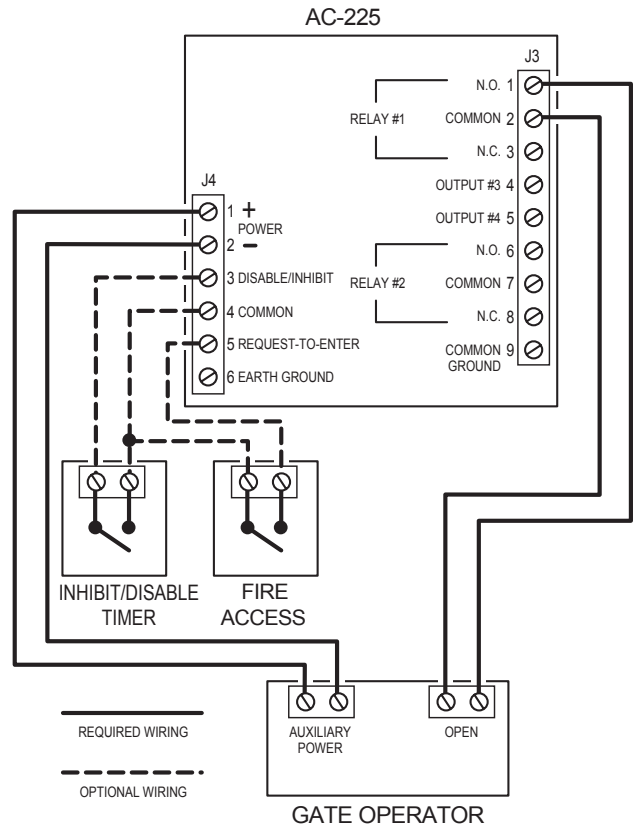 AC-225
J3
N.O. 1
RELAY #1
COMMON 2
N.C. 3
OUTPUT #3 4
OUTPUT #4 5
N.O. 6
RELAY #2
COMMON 7
N.C. 8
COMMON GROUND 9
J4
1 +
POWER
2 −
3 DISABLE/INHIBIT
4 COMMON
5 REQUEST-TO-ENTER
6 EARTH GROUND
INHIBIT/DISABLE
TIMER
FIRE
ACCESS
REQUIRED WIRING
OPTIONAL WIRING
AUXILIARY
POWER
OPEN
GATE OPERATOR